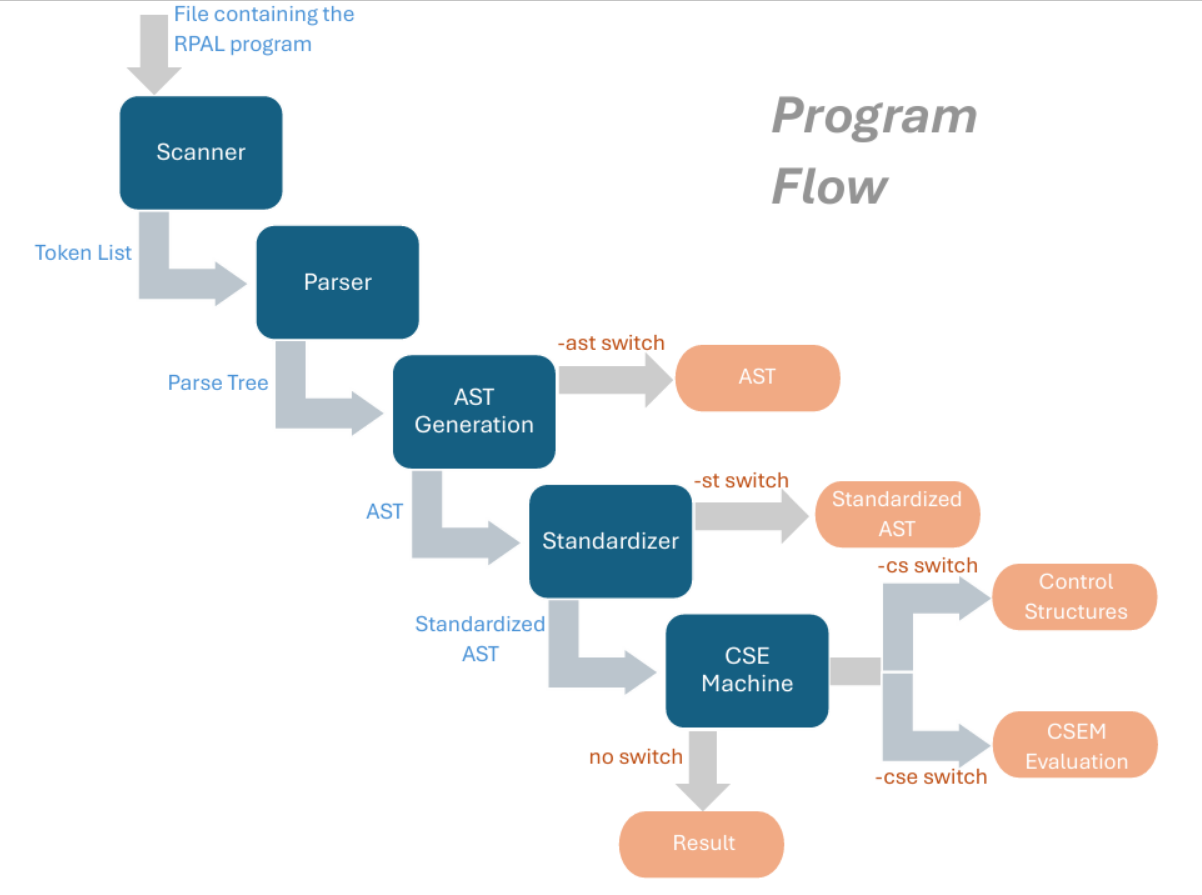 File containing the
RPAL program
Program
Flow
Scanner
Token List
Parser
Parse Tree
-ast switch
AST
Generation
AST
AST
-st switch
Standardizer
Standardized
AST
-cs switch
Control
Structures
Standardized
AST
CSE
Machine
CSEM
Evaluation
-cse switch
no switch
Result